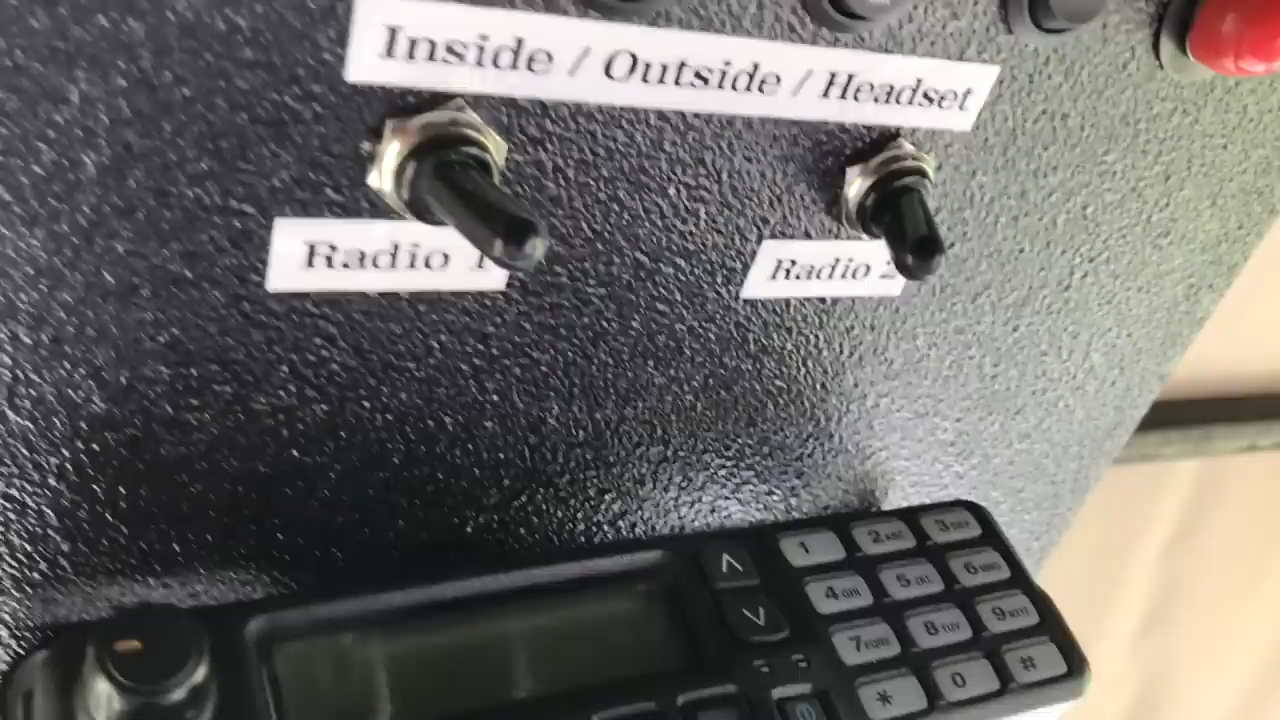 Inside / Outside / Headset
Radio 1
Radio 2
1 2ABC 3DEF
4GHI 5JKL 6MNO
7PQRS 8TUV 9WXYZ
* 0 #